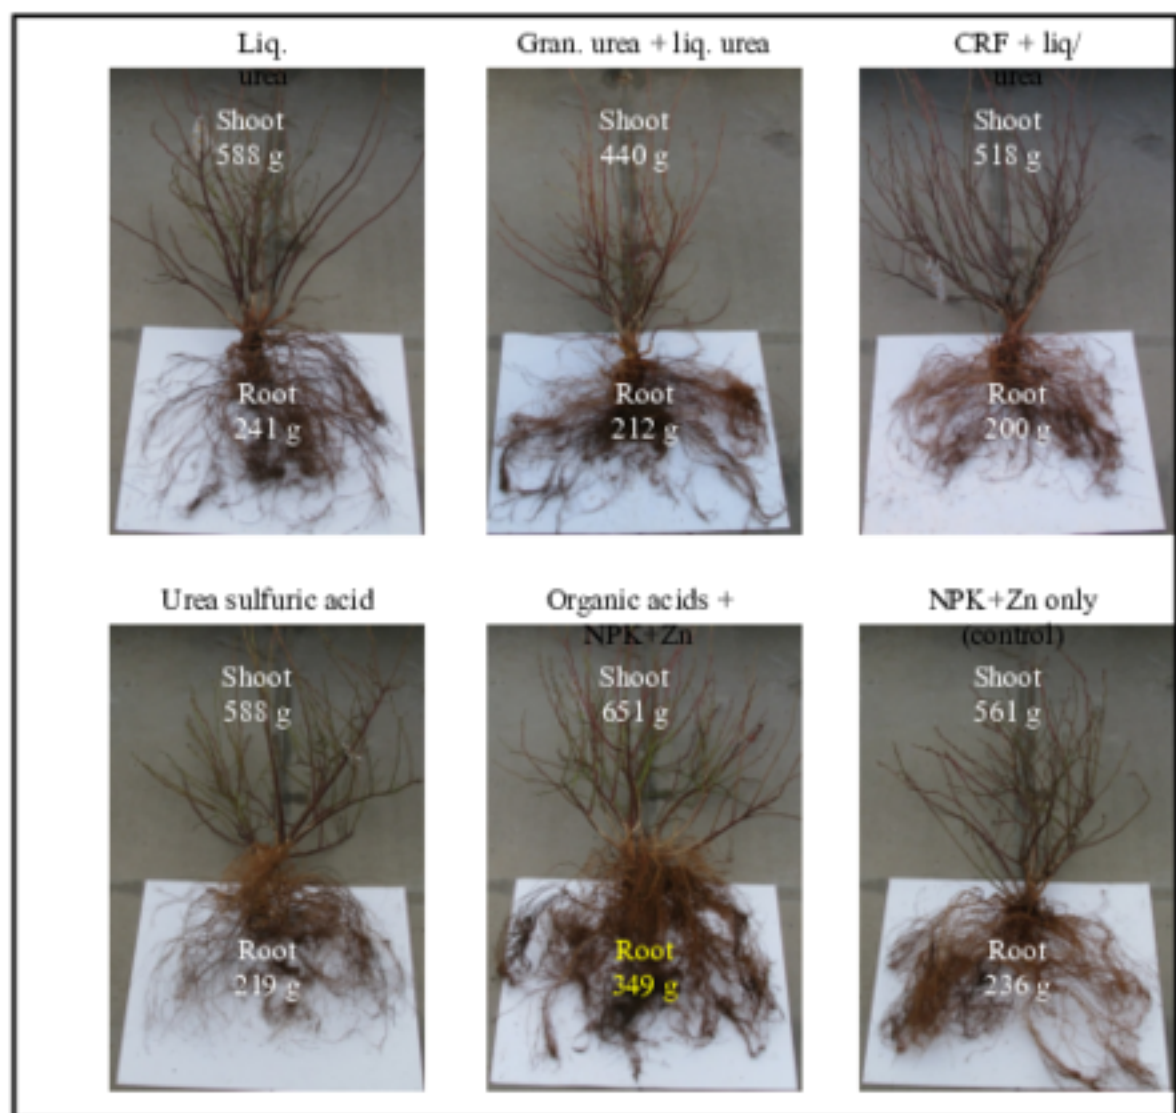 Liq.
urea
Shoot
588 g
Root
241 g
Gran. urea + liq. urea
Shoot
440 g
Root
212 g
CRF + liq/
urea
Shoot
518 g
Root
200 g
Urea sulfuric acid
Shoot
588 g
Root
219 g
Organic acids +
NPK+Zn
Shoot
651 g
Root
349 g
NPK+Zn only
(control)
Shoot
561 g
Root
236 g